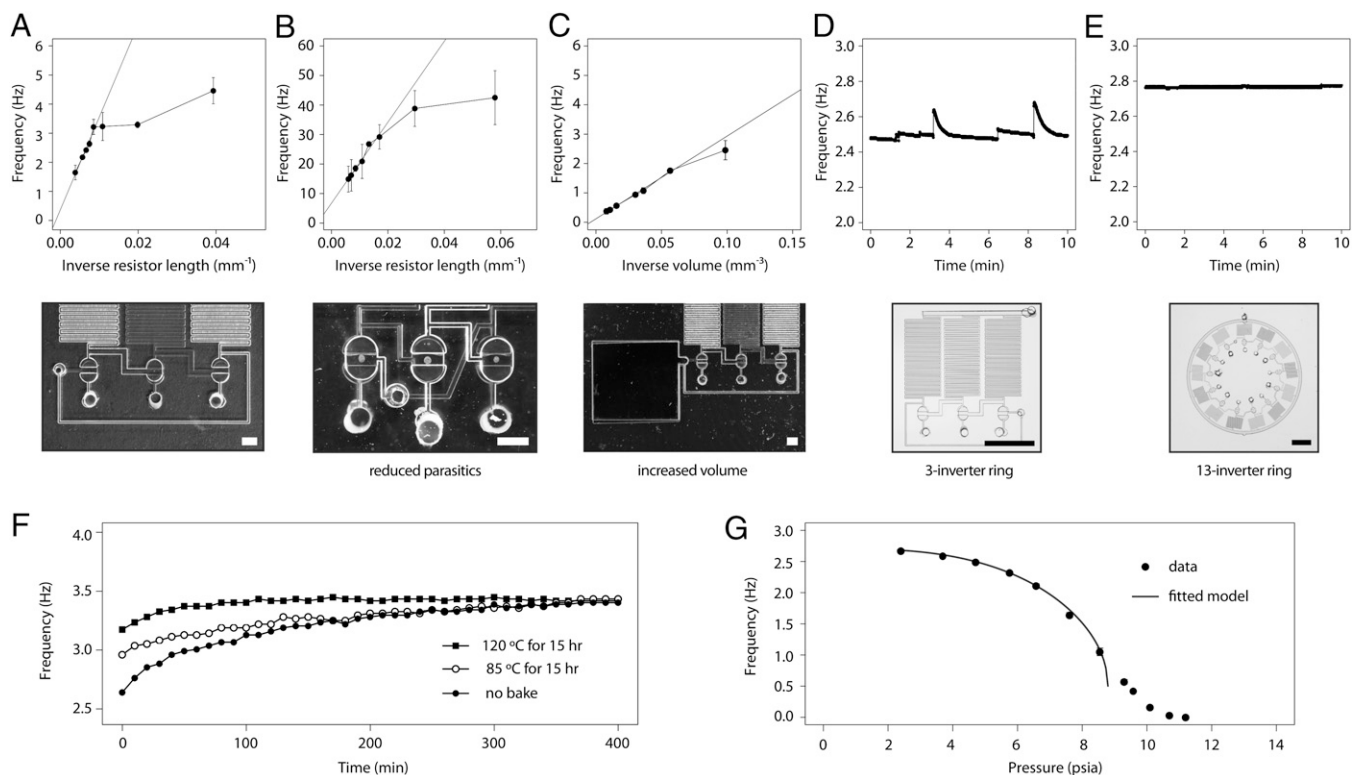 A
B
C
D
E
6
5
4
3
2
1
0
Frequency (Hz)
0.00
0.02
0.04
Inverse resistor length (mm⁻¹)
60
50
40
30
20
10
0
Frequency (Hz)
0.00
0.02
0.04
0.06
Inverse resistor length (mm⁻¹)
6
5
4
3
2
1
0
Frequency (Hz)
0.00
0.05
0.10
0.15
Inverse volume (mm⁻³)
3.0
2.8
2.6
2.4
2.2
2.0
Frequency (Hz)
0
2
4
6
8
10
Time (min)
3.0
2.8
2.6
2.4
2.2
2.0
Frequency (Hz)
0
2
4
6
8
10
Time (min)
reduced parasitics
increased volume
3-inverter ring
13-inverter ring
F
4.0
3.5
3.0
2.5
Frequency (Hz)
120 ºC for 15 hr
85 ºC for 15 hr
no bake
0
100
200
300
400
Time (min)
G
3.0
2.5
2.0
1.5
1.0
0.5
0.0
Frequency (Hz)
data
fitted model
0
2
4
6
8
10
12
14
Pressure (psia)